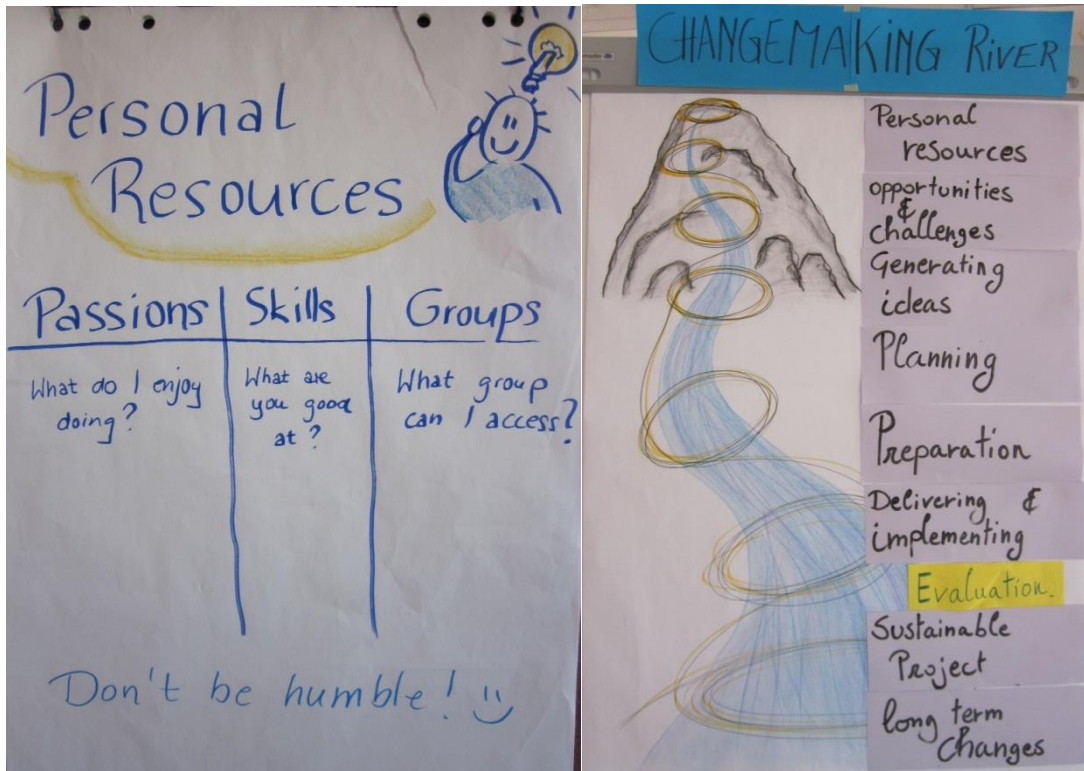 Personal
Resources
Passions
Skills
Groups
What do I enjoy
doing?
What are
you good
at?
What group
can I access?
Don't be humble!
CHANGEMAKING RIVER
Personal
resources
opportunities
&
challenges
Generating
ideas
Planning
Preparation
Delivering &
implementing
Evaluation.
Sustainable
Project
long term
changes